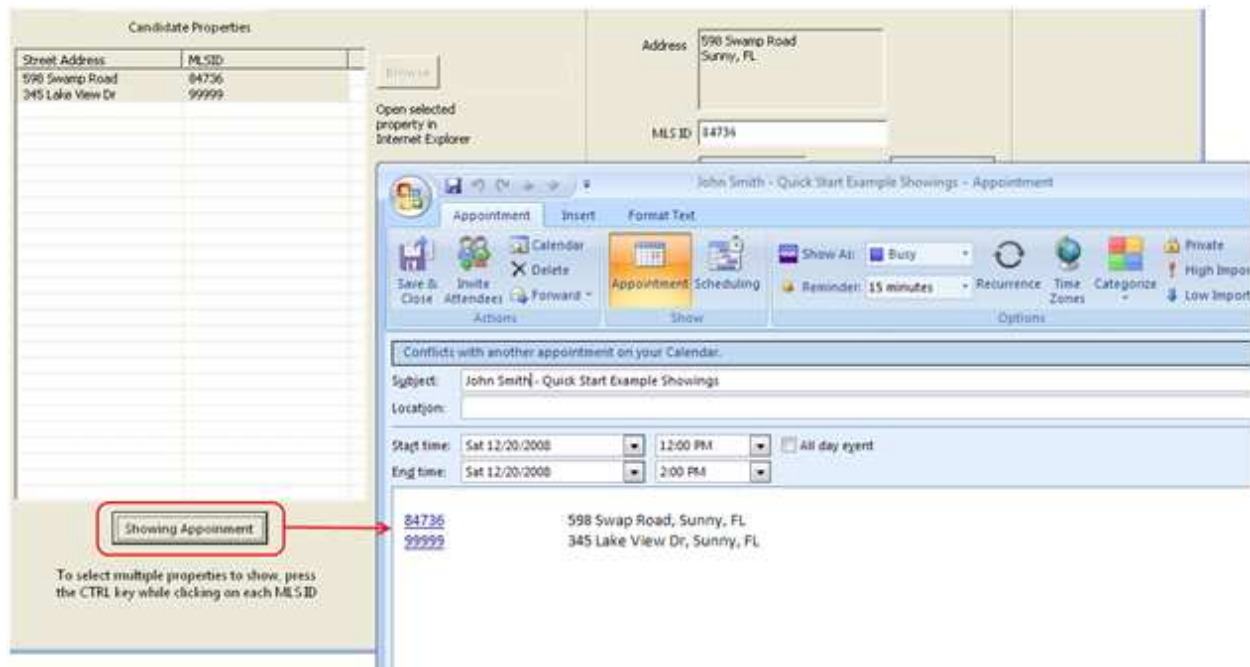 Candidate Properties
Street Address MLSID
598 Swamp Road 84736
345 Lake View Dr 99999
Browse
Open selected
property in
Internet Explorer
Address 598 Swamp Road
Sunny, FL
MLS ID 84736
John Smith - Quick Start Example Showings - Appointment
Appointment Insert Format Text
Save & Close
Invite Attendees
Calendar
Delete
Forward
Actions
Appointment Scheduling
Show
Show As: Busy
Reminder: 15 minutes
Recurrence
Time Zones
Categorize
Private
High Impor
Low Import
Options
Conflicts with another appointment on your Calendar.
Subject: John Smith - Quick Start Example Showings
Location:
Start time: Sat 12/20/2008 12:00 PM All day event
End time: Sat 12/20/2008 2:00 PM
84736 598 Swap Road, Sunny, FL
99999 345 Lake View Dr, Sunny, FL
Showing Appoinment
To select multiple properties to show, press
the CTRL key while clicking on each MLSID